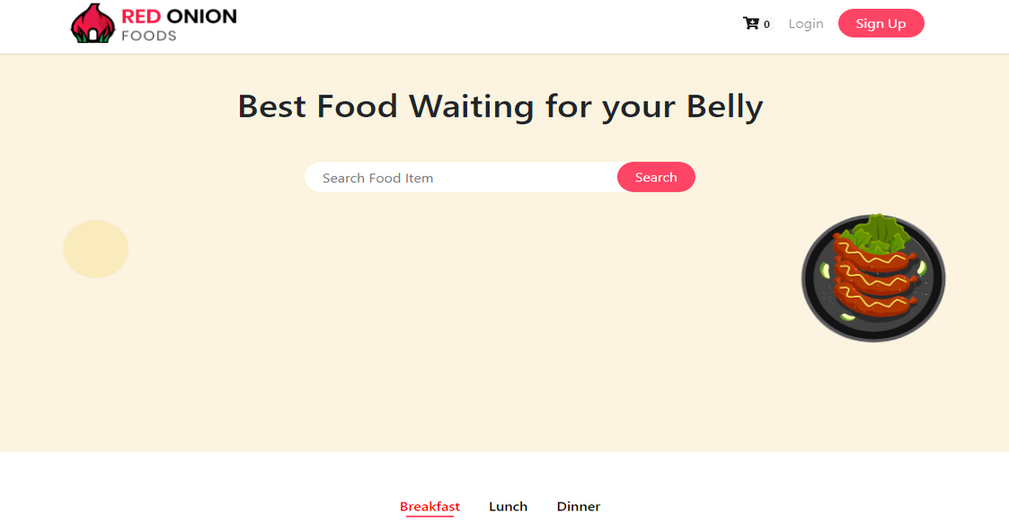 RED ONION
FOODS
0
Login
Sign Up
Best Food Waiting for your Belly
Search Food Item
Search
Breakfast
Lunch
Dinner